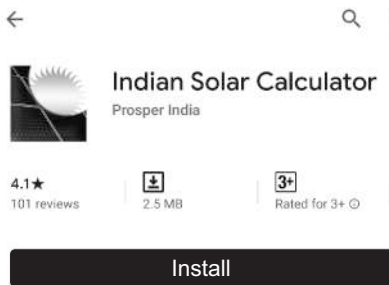 Indian Solar Calculator
Prosper India
4.1★
101 reviews
2.5 MB
3+
Rated for 3+
Install